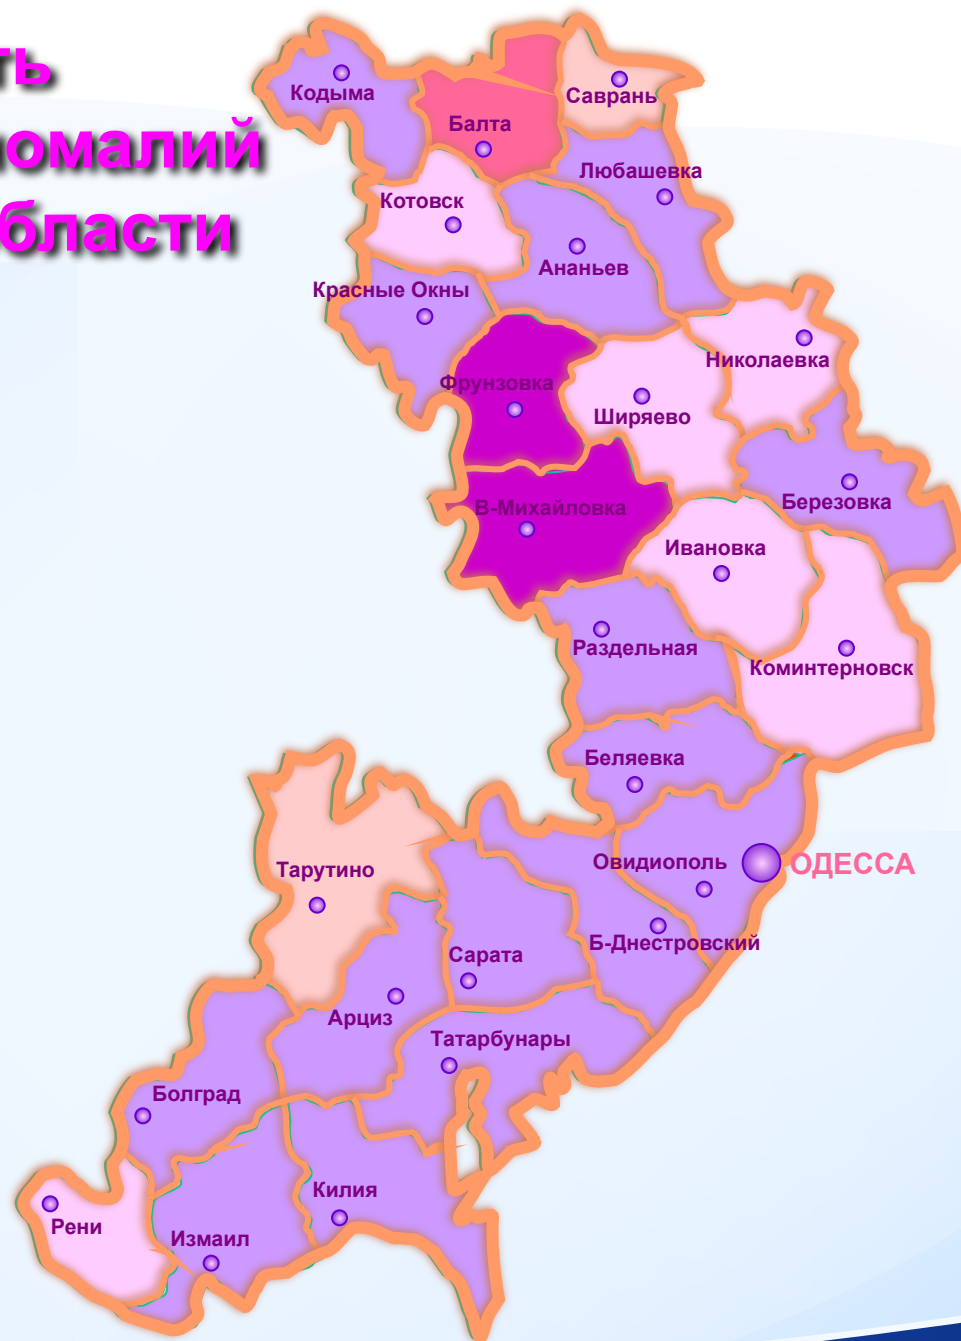 ть
омалий
бласти
Кодыма
Саврань
Балта
Любашевка
Котовск
Ананьев
Красные Окны
Николаевка
Фрунзовка
Ширяево
Березовка
В-Михайловка
Ивановка
Раздельная
Коминтерновск
Беляевка
Овидиополь
ОДЕССА
Тарутино
Б-Днестровский
Сарата
Арциз
Татарбунары
Болград
Килия
Рени
Измаил